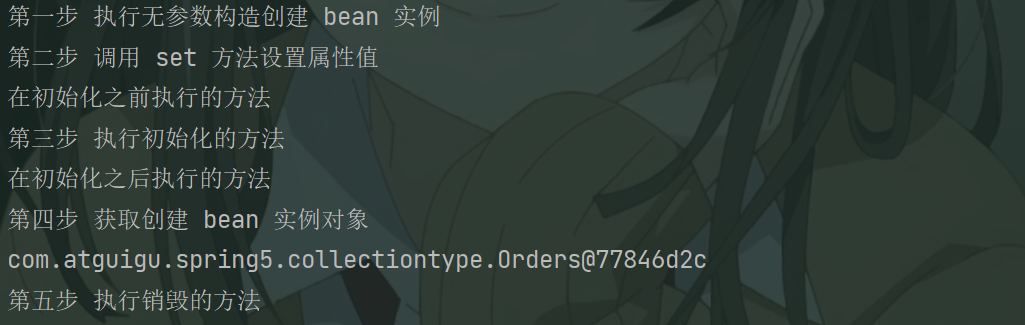 第一步 执行无参数构造创建 bean 实例
第二步 调用 set 方法设置属性值
在初始化之前执行的方法
第三步 执行初始化的方法
在初始化之后执行的方法
第四步 获取创建 bean 实例对象
com.atguigu.spring5.collectiontype.Orders@77846d2c
第五步 执行销毁的方法